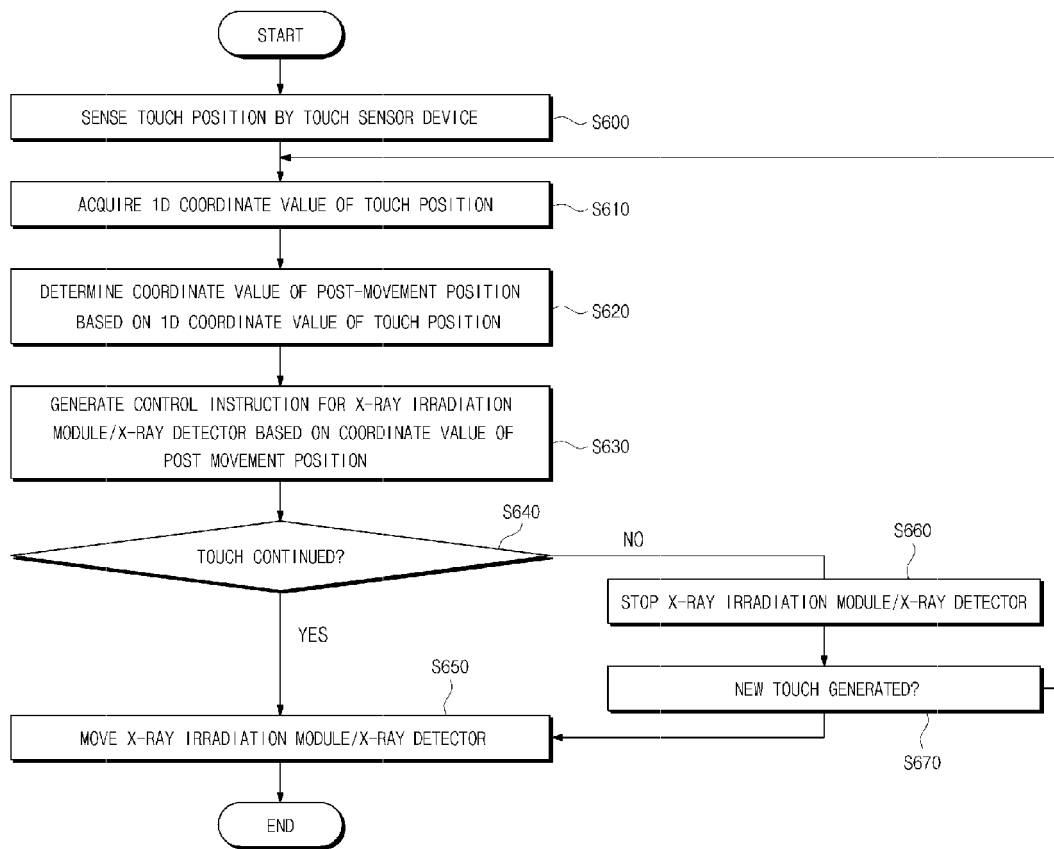 START
SENSE TOUCH POSITION BY TOUCH SENSOR DEVICE
S600
ACQUIRE 1D COORDINATE VALUE OF TOUCH POSITION
S610
DETERMINE COORDINATE VALUE OF POST-MOVEMENT POSITION
BASED ON 1D COORDINATE VALUE OF TOUCH POSITION
S620
GENERATE CONTROL INSTRUCTION FOR X-RAY IRRADIATION
MODULE/X-RAY DETECTOR BASED ON COORDINATE VALUE OF
POST MOVEMENT POSITION
S630
S640
TOUCH CONTINUED?
NO
YES
S660
STOP X-RAY IRRADIATION MODULE/X-RAY DETECTOR
NEW TOUCH GENERATED?
S670
S650
MOVE X-RAY IRRADIATION MODULE/X-RAY DETECTOR
END